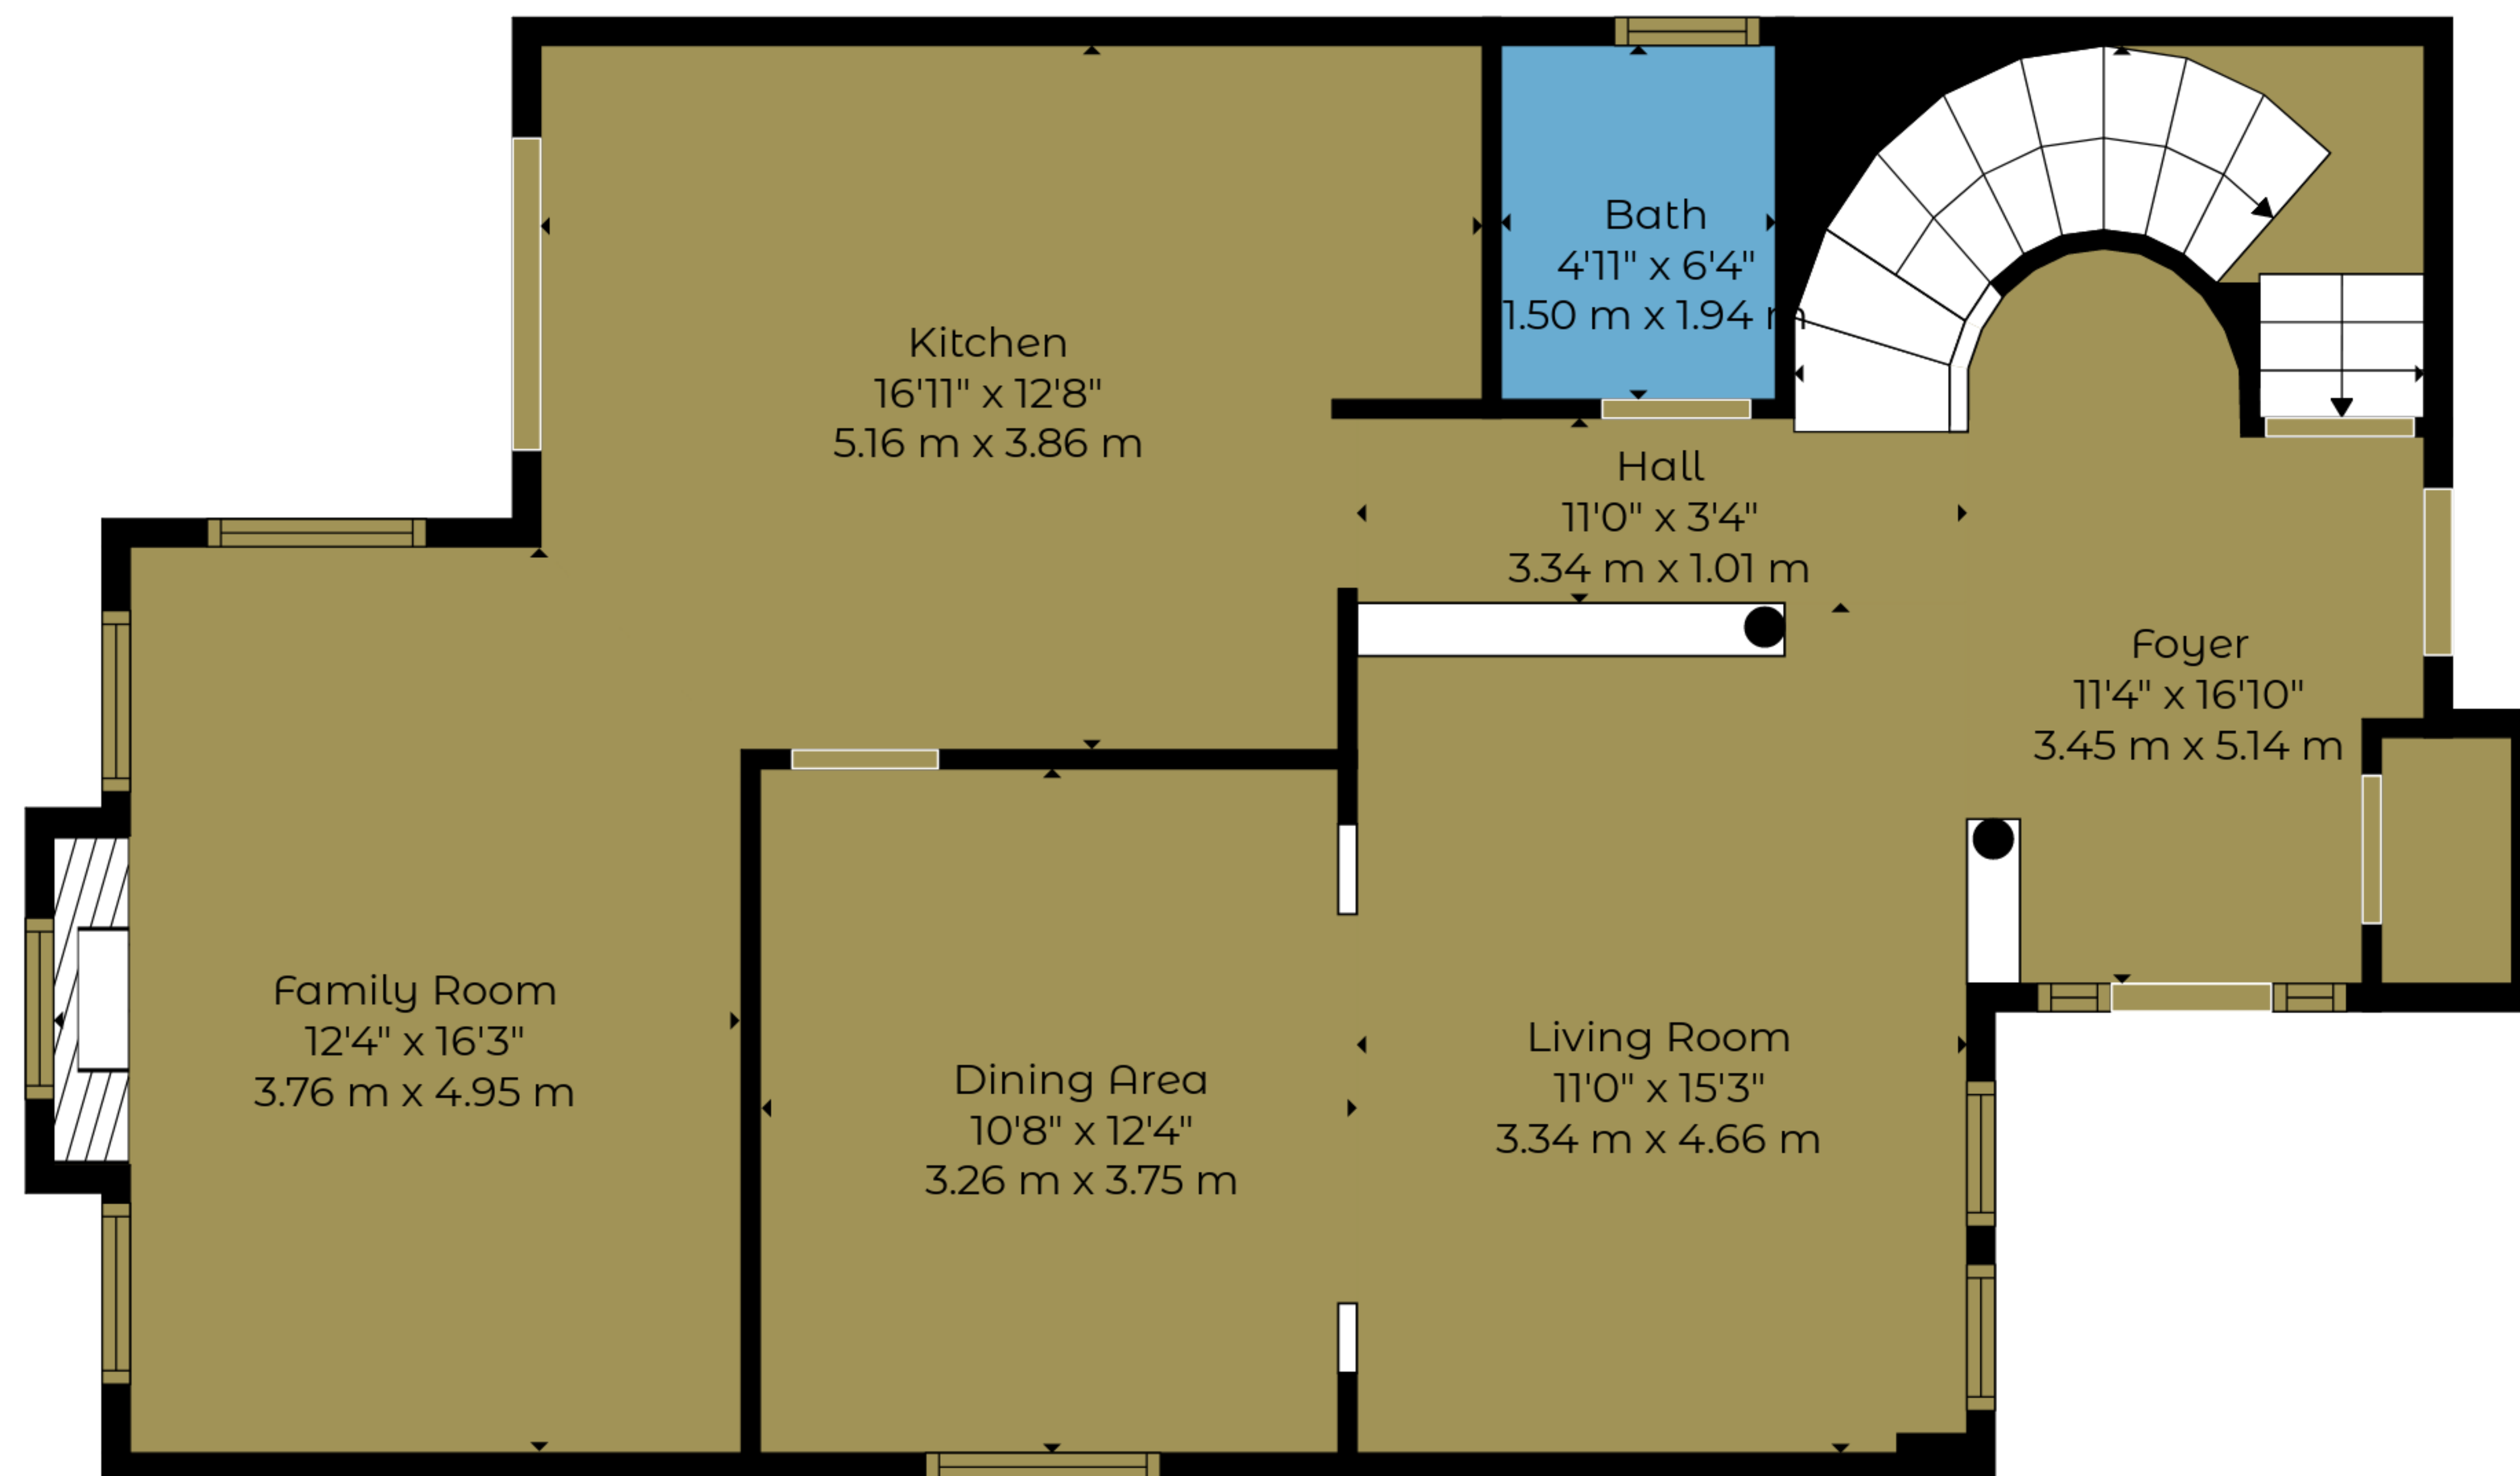 Bath
4'11" x 6'4"
1.50 m x 1.94 m
Kitchen
16'11" x 12'8"
5.16 m x 3.86 m
Hall
11'0" x 3'4"
3.34 m x 1.01 m
Foyer
11'4" x 16'10"
3.45 m x 5.14 m
Family Room
12'4" x 16'3"
3.76 m x 4.95 m
Dining Area
10'8" x 12'4"
3.26 m x 3.75 m
Living Room
11'0" x 15'3"
3.34 m x 4.66 m